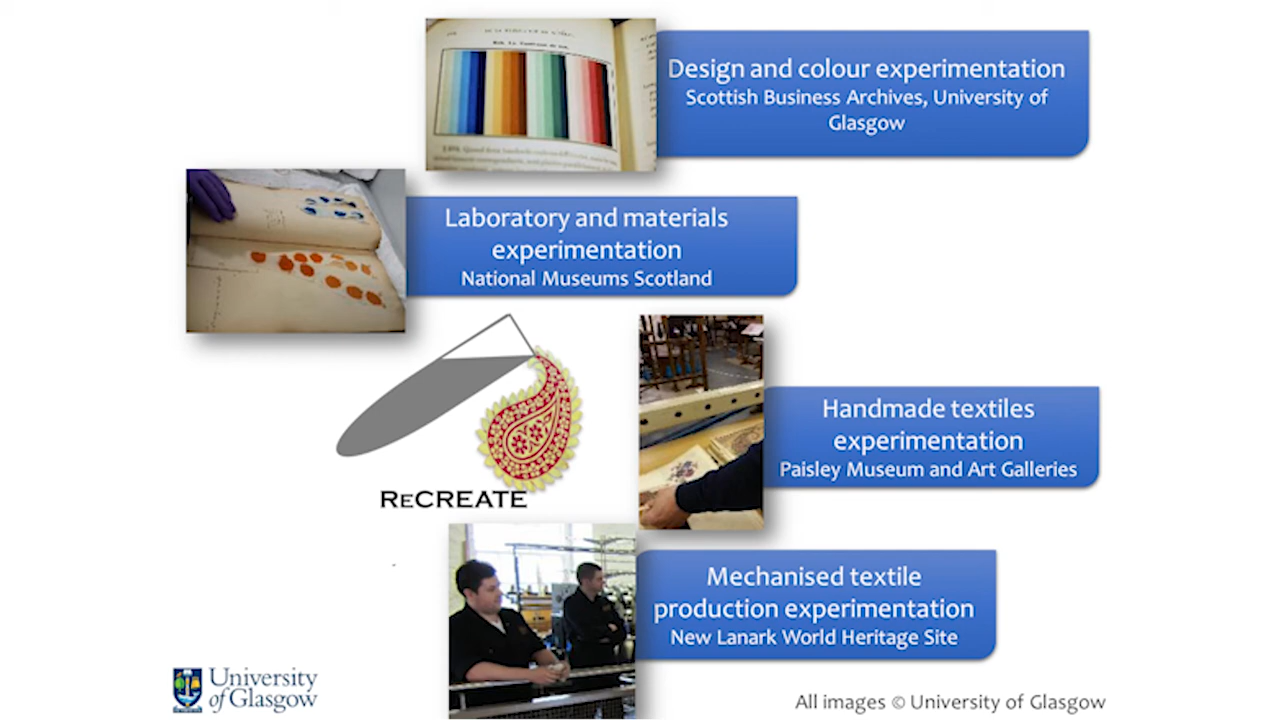 Design and colour experimentation
Scottish Business Archives, University of
Glasgow
Laboratory and materials
experimentation
National Museums Scotland
Handmade textiles
experimentation
Paisley Museum and Art Galleries
RECREATE
Mechanised textile
production experimentation
New Lanark World Heritage Site
University
of Glasgow
All images © University of Glasgow